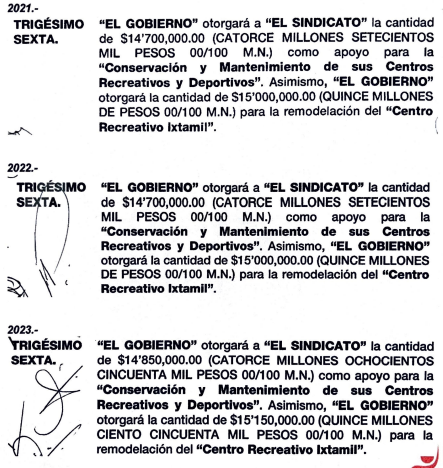 2021.-
TRIGÉSIMO SEXTA. "EL GOBIERNO" otorgará a "EL SINDICATO" la cantidad
de $14'700,000.00 (CATORCE MILLONES SETECIENTOS
MIL PESOS 00/100 M.N.) como apoyo para la
"Conservación y Mantenimiento de sus Centros
Recreativos y Deportivos". Asimismo, "EL GOBIERNO"
otorgará la cantidad de $15'000,000.00 (QUINCE MILLONES
DE PESOS 00/100 M.N.) para la remodelación del "Centro
Recreativo Ixtamil".
2022.-
TRIGÉSIMO SEXTA. "EL GOBIERNO" otorgará a "EL SINDICATO" la cantidad
de $14'700,000.00 (CATORCE MILLONES SETECIENTOS
MIL PESOS 00/100 M.N.) como apoyo para la
"Conservación y Mantenimiento de sus Centros
Recreativos y Deportivos". Asimismo, "EL GOBIERNO"
otorgará la cantidad de $15'000,000.00 (QUINCE MILLONES
DE PESOS 00/100 M.N.) para la remodelación del "Centro
Recreativo Ixtamil".
2023.-
TRIGÉSIMO SEXTA. "EL GOBIERNO" otorgará a "EL SINDICATO" la cantidad
de $14'850,000.00 (CATORCE MILLONES OCHOCIENTOS
CINCUENTA MIL PESOS 00/100 M.N.) como apoyo para la
"Conservación y Mantenimiento de sus Centros
Recreativos y Deportivos". Asimismo, "EL GOBIERNO"
otorgará la cantidad de $15'150,000.00 (QUINCE MILLONES
CIENTO CINCUENTA MIL PESOS 00/100 M.N.) para la
remodelación del "Centro Recreativo Ixtamil".